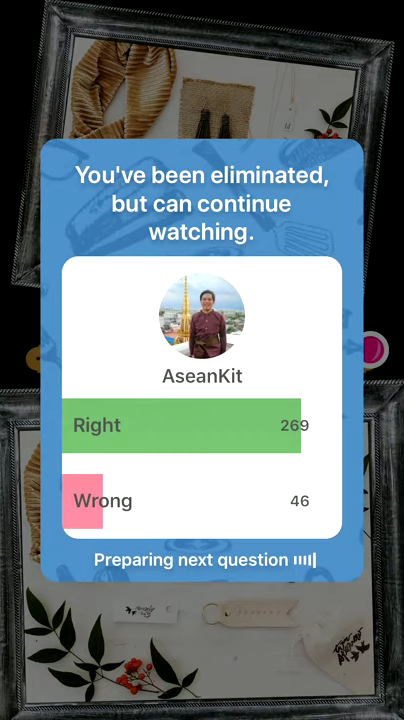 You've been eliminated,
but can continue
watching.
AseanKit
Right 269
Wrong 46
Preparing next question